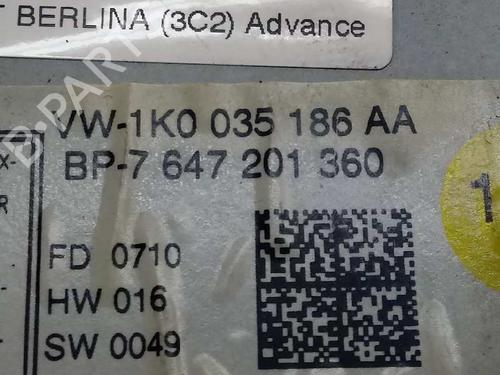 T BERLINA (3C2) Advance
VW-1K0 035 186 AA
BP-7 647 201 360
FD 0710
HW 016
SW 0049
1